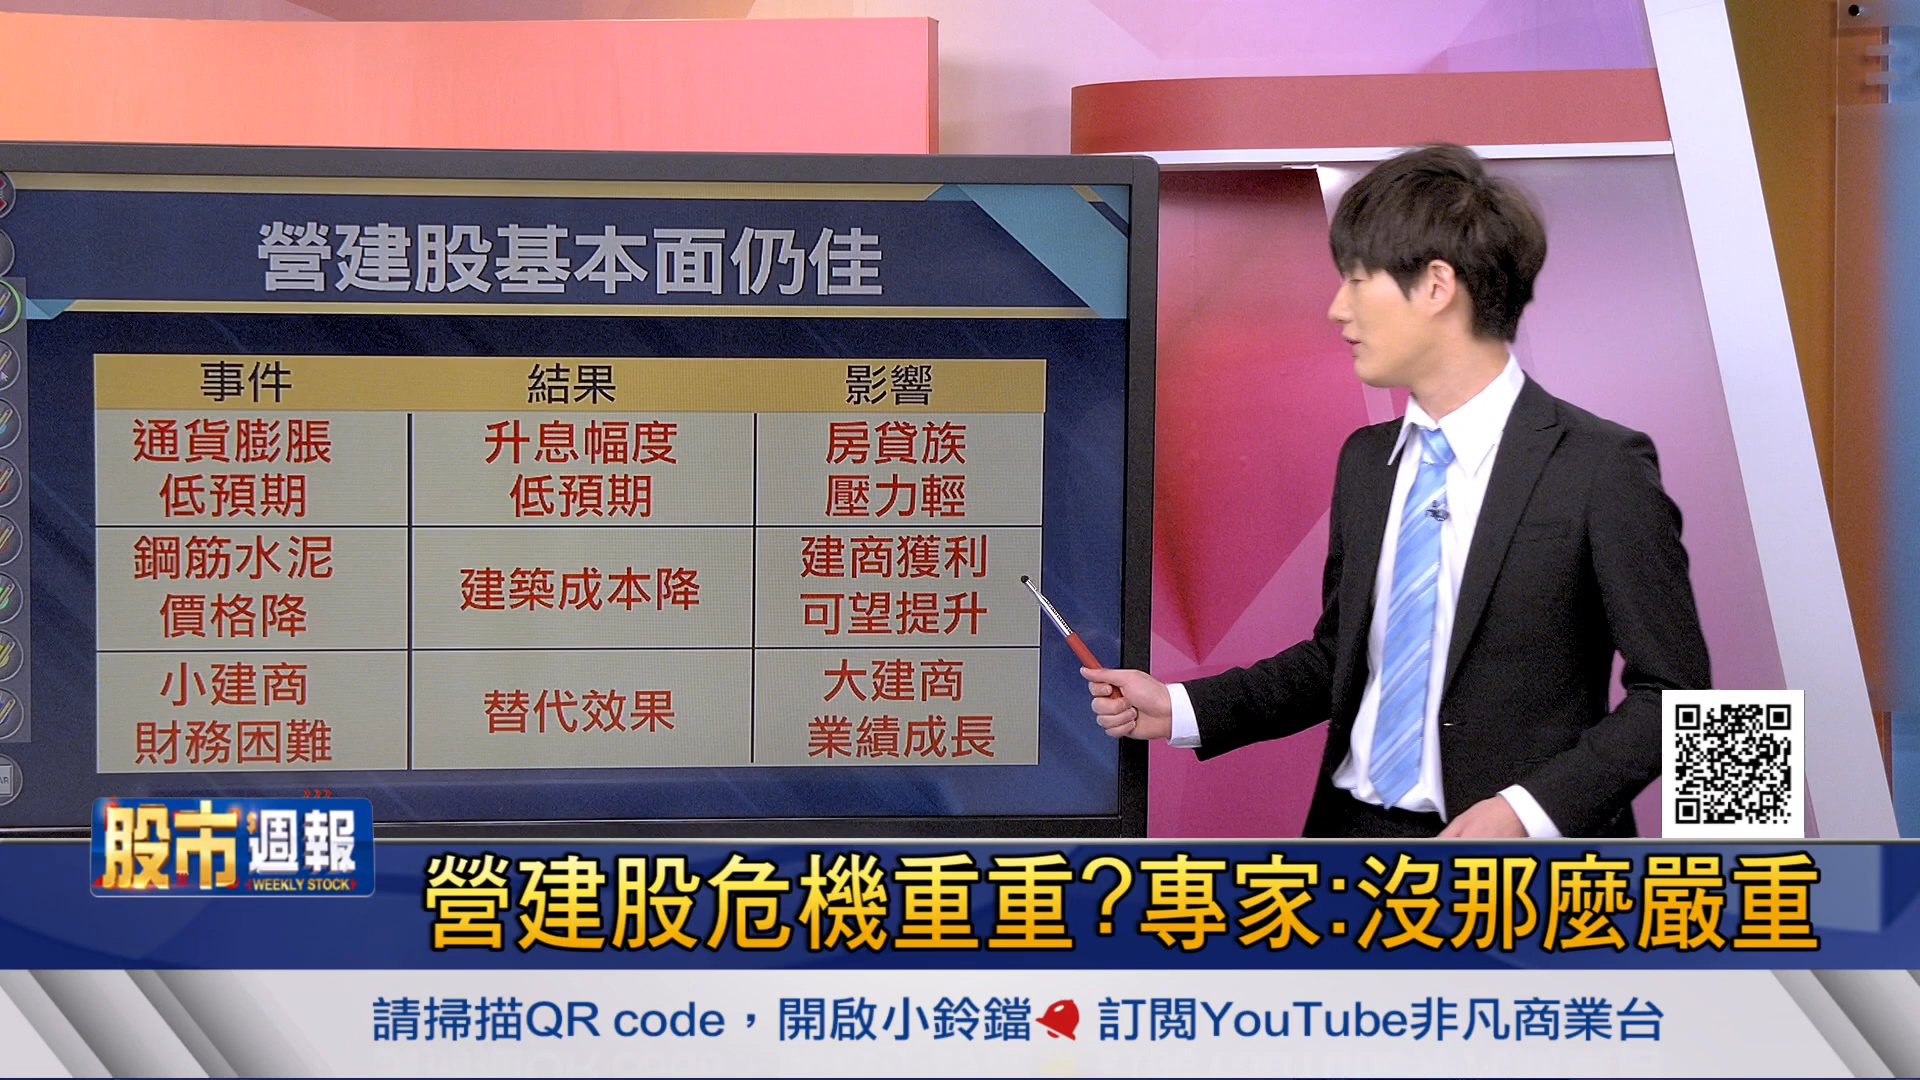 營建股基本面仍佳
事件 結果 影響
通貨膨脹
低預期
升息幅度
低預期
房貸族
壓力輕
鋼筋水泥
價格降
建築成本降
建商獲利
可望提升
小建商
財務困難
替代效果
大建商
業績成長
股市週報
WEEKLY STOCK
營建股危機重重?專家:沒那麼嚴重
請掃描QR code，開啟小鈴鐺 訂閱YouTube非凡商業台